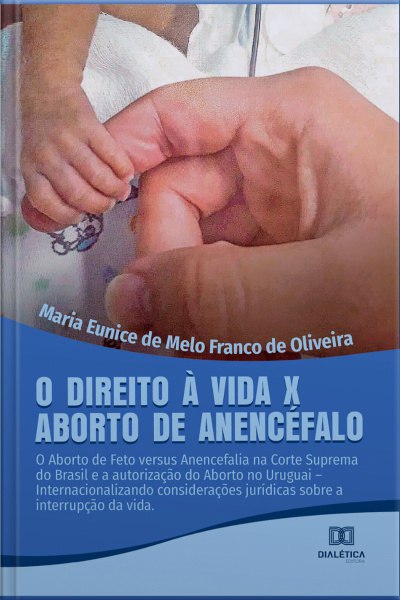 Maria Eunice de Melo Franco de Oliveira
O DIREITO À VIDA X
ABORTO DE ANENCÉFALO
O Aborto de Feto versus Anencefalia na Corte Suprema
do Brasil e a autorização do Aborto no Uruguai –
Internacionalizando considerações jurídicas sobre a
interrupção da vida.
DIALÉTICA
EDITORA